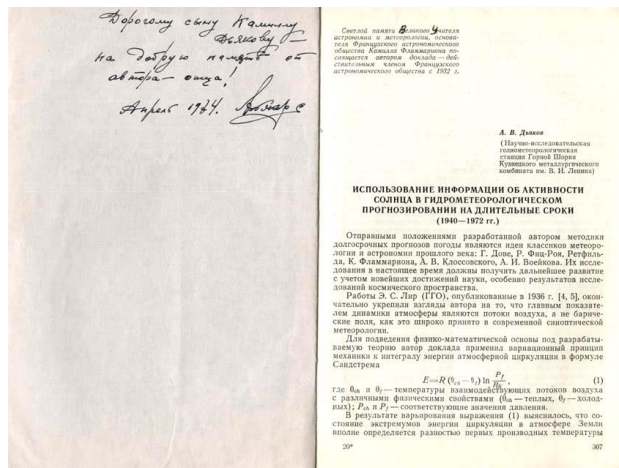 Дорогому сыну Камиллу
Дьякову —
на добрую память от
автора — отца!
Апрель 1974.
Светлой памяти Великого Учителя
астрономии и метеорологии, основа-
теля Французского астрономического
общества Камилла Фламмариона по-
свящается автором доклада — дей-
ствительным членом Французского
астрономического общества с 1932 г.
А. В. Дьяков
(Научно-исследовательская
гелиометеорологическая
станция Горной Шории
Кузнецкого металлургического
комбината им. В. И. Ленина)
ИСПОЛЬЗОВАНИЕ ИНФОРМАЦИИ ОБ АКТИВНОСТИ
СОЛНЦА В ГИДРОМЕТЕОРОЛОГИЧЕСКОМ
ПРОГНОЗИРОВАНИИ НА ДЛИТЕЛЬНЫЕ СРОКИ
(1940—1972 гг.)
Отправными положениями разработанной автором методики
долгосрочных прогнозов погоды являются идеи классиков метеоро-
логии и астрономии прошлого века: Г. Дове, Р. Фиц-Роя, Ретфиль-
да, К. Фламмариона, А. В. Клоссовского, А. И. Воейкова. Их иссле-
дования в настоящее время должны получить дальнейшее развитие
с учетом новейших достижений науки, особенно результатов иссле-
дований космического пространства.
Работы Э. С. Лир (ГГО), опубликованные в 1936 г. [4, 5], окон-
чательно укрепили взгляды автора на то, что главным показате-
лем динамики атмосферы являются потоки воздуха, а не бариче-
ские поля, как это широко принято в современной синоптической
метеорологии.
Для подведения физико-математической основы под разрабаты-
ваемую теорию автор доклада применил вариационный принцип
механики к интегралу энергии атмосферной циркуляции в формуле
Сандстрема
E=R (θch − θf) ln Pf/Pch, (1)
где θch и θf — температуры взаимодействующих потоков воздуха
с различными физическими свойствами (θch — теплых, θf — холод-
ных); Pch и Pf — соответствующие значения давления.
В результате варьирования выражения (1) выяснилось, что со-
стояние экстремумов энергии циркуляции в атмосфере Земли
вполне определяется разностью первых производных температуры
20* 307